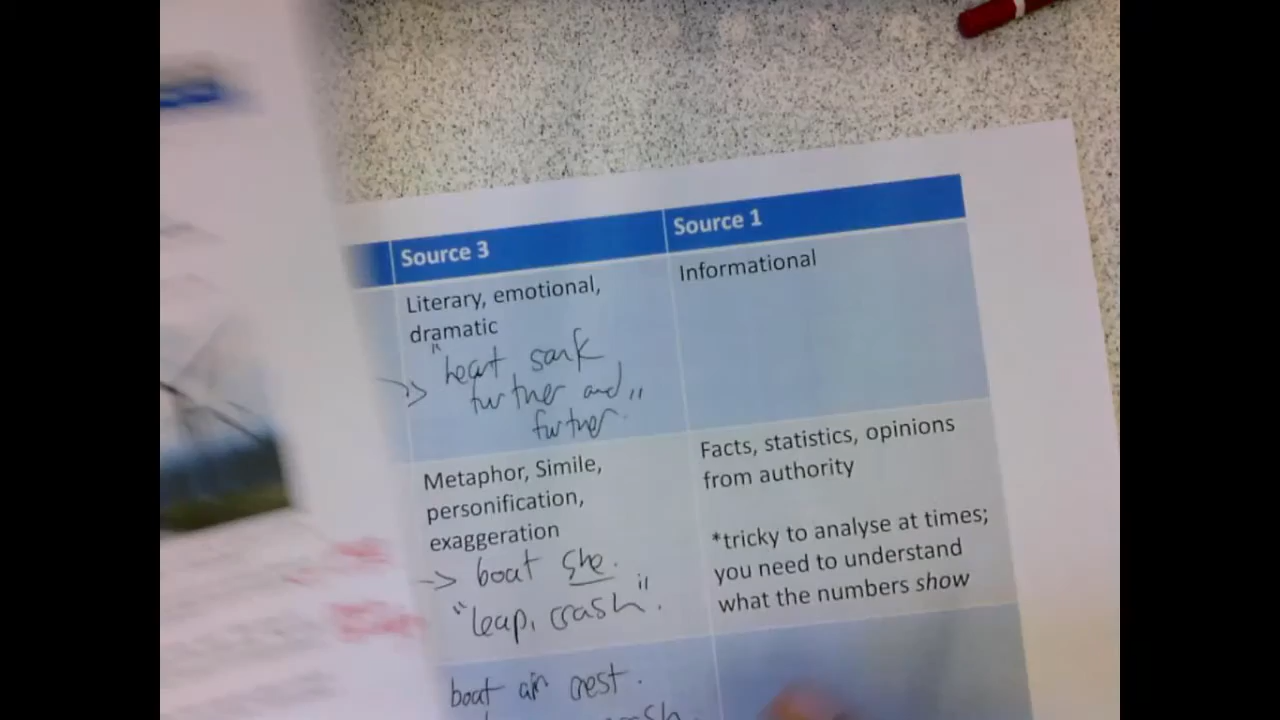 Source 3
Source 1
Literary, emotional,
dramatic
"heart sank
further and
further."
Informational
Metaphor, Simile,
personification,
exaggeration
-> boat she.
"leap, crash".
Facts, statistics, opinions
from authority
*tricky to analyse at times;
you need to understand
what the numbers show
boat air crest.